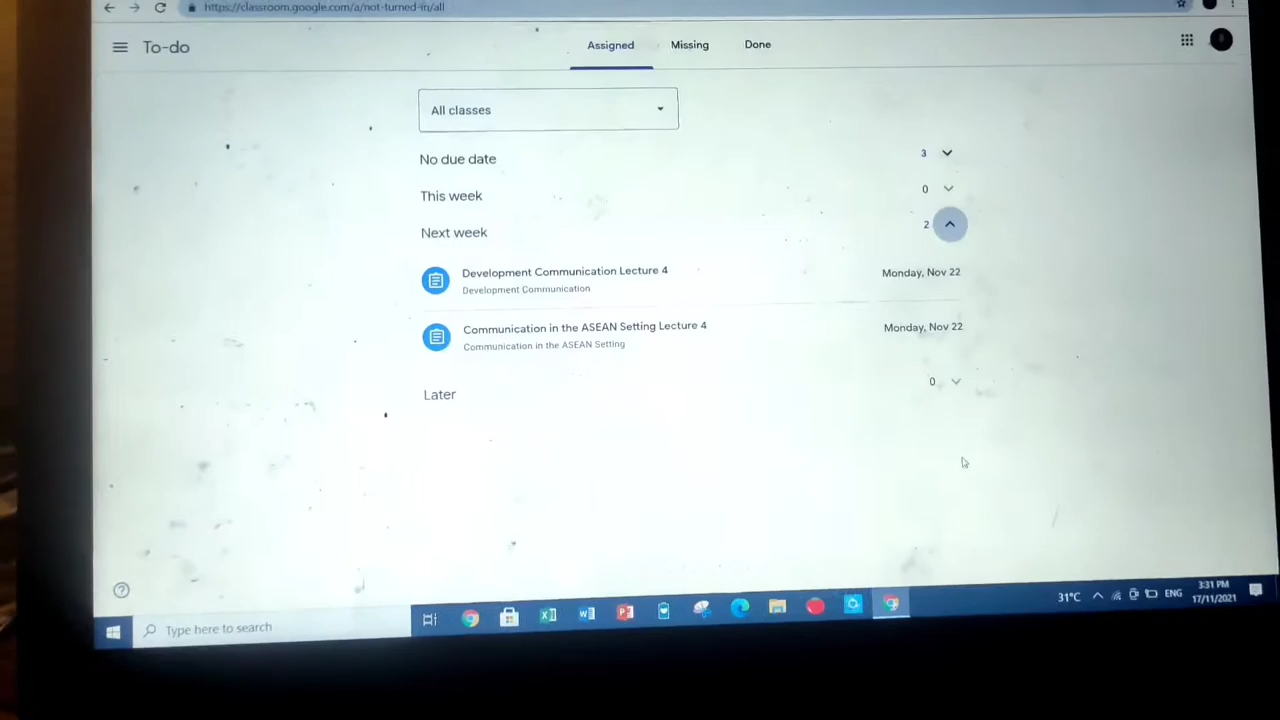 https://classroom.google.com/a/not-turned-in/all
To-do
Assigned Missing Done
All classes
No due date 3
This week 0
Next week 2
Development Communication Lecture 4 Monday, Nov 22
Development Communication
Communication in the ASEAN Setting Lecture 4 Monday, Nov 22
Communication in the ASEAN Setting
Later 0
Type here to search
31°C ENG 3:31 PM
17/11/2021